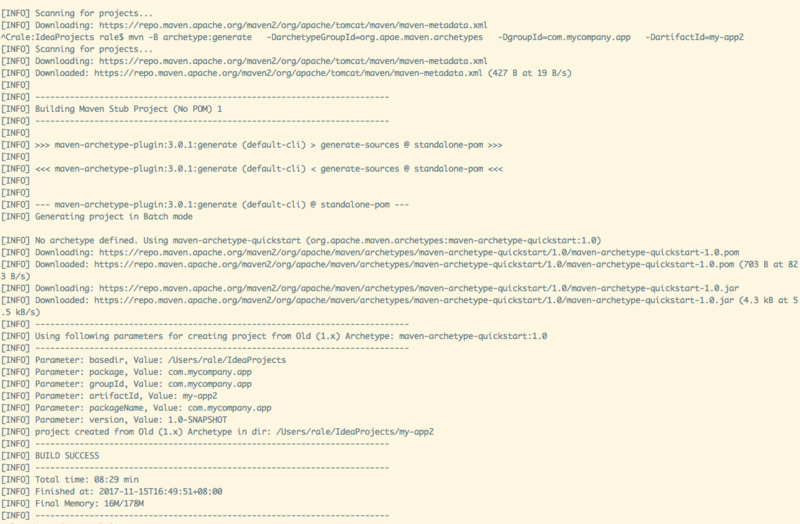 [INFO] Scanning for projects...
[INFO] Downloading: https://repo.maven.apache.org/maven2/org/apache/tomcat/maven/maven-metadata.xml
^Crale:IdeaProjects rale$ mvn -B archetype:generate   -DarchetypeGroupId=org.apae.maven.archetypes   -DgroupId=com.mycompany.app   -DartifactId=my-app2
[INFO] Scanning for projects...
[INFO] Downloading: https://repo.maven.apache.org/maven2/org/apache/tomcat/maven/maven-metadata.xml
[INFO] Downloaded: https://repo.maven.apache.org/maven2/org/apache/tomcat/maven/maven-metadata.xml (427 B at 19 B/s)
[INFO]
[INFO] ------------------------------------------------------------------------
[INFO] Building Maven Stub Project (No POM) 1
[INFO] ------------------------------------------------------------------------
[INFO]
[INFO] >>> maven-archetype-plugin:3.0.1:generate (default-cli) > generate-sources @ standalone-pom >>>
[INFO]
[INFO] <<< maven-archetype-plugin:3.0.1:generate (default-cli) < generate-sources @ standalone-pom <<<
[INFO]
[INFO]
[INFO] --- maven-archetype-plugin:3.0.1:generate (default-cli) @ standalone-pom ---
[INFO] Generating project in Batch mode
[INFO] No archetype defined. Using maven-archetype-quickstart (org.apache.maven.archetypes:maven-archetype-quickstart:1.0)
[INFO] Downloading: https://repo.maven.apache.org/maven2/org/apache/maven/archetypes/maven-archetype-quickstart/1.0/maven-archetype-quickstart-1.0.pom
[INFO] Downloaded: https://repo.maven.apache.org/maven2/org/apache/maven/archetypes/maven-archetype-quickstart/1.0/maven-archetype-quickstart-1.0.pom (703 B at 82
3 B/s)
[INFO] Downloading: https://repo.maven.apache.org/maven2/org/apache/maven/archetypes/maven-archetype-quickstart/1.0/maven-archetype-quickstart-1.0.jar
[INFO] Downloaded: https://repo.maven.apache.org/maven2/org/apache/maven/archetypes/maven-archetype-quickstart/1.0/maven-archetype-quickstart-1.0.jar (4.3 kB at 5
.5 kB/s)
[INFO] ----------------------------------------------------------------------------
[INFO] Using following parameters for creating project from Old (1.x) Archetype: maven-archetype-quickstart:1.0
[INFO] ----------------------------------------------------------------------------
[INFO] Parameter: basedir, Value: /Users/rale/IdeaProjects
[INFO] Parameter: package, Value: com.mycompany.app
[INFO] Parameter: groupId, Value: com.mycompany.app
[INFO] Parameter: artifactId, Value: my-app2
[INFO] Parameter: packageName, Value: com.mycompany.app
[INFO] Parameter: version, Value: 1.0-SNAPSHOT
[INFO] project created from Old (1.x) Archetype in dir: /Users/rale/IdeaProjects/my-app2
[INFO] ------------------------------------------------------------------------
[INFO] BUILD SUCCESS
[INFO] ------------------------------------------------------------------------
[INFO] Total time: 08:29 min
[INFO] Finished at: 2017-11-15T16:49:51+08:00
[INFO] Final Memory: 16M/178M
[INFO] ------------------------------------------------------------------------